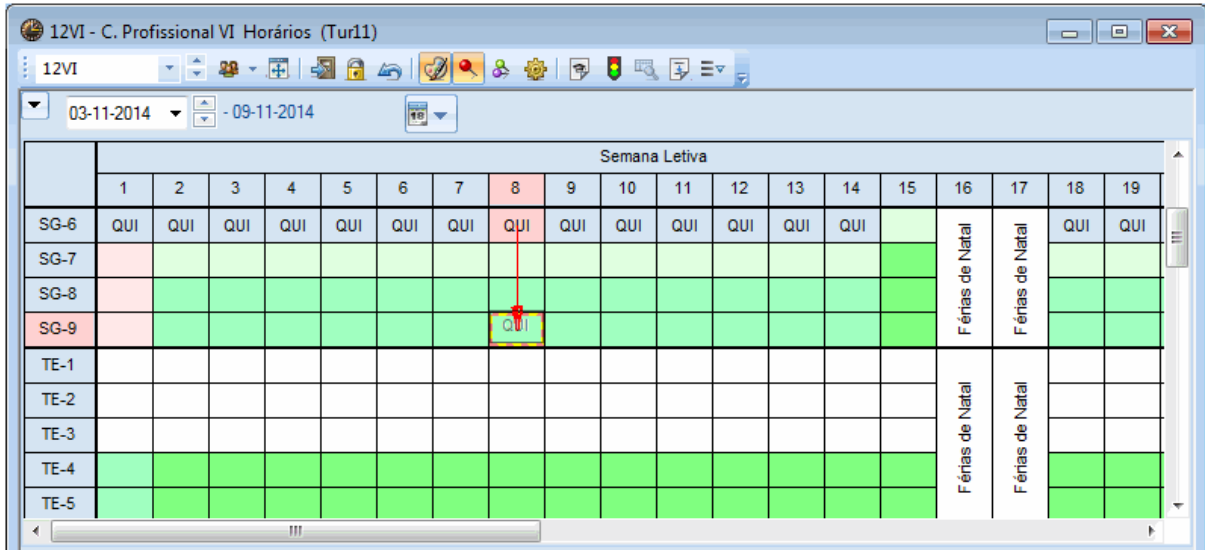 12VI - C. Profissional VI Horários (Tur11)
12VI
03-11-2014 - 09-11-2014 18
Semana Letiva
1 2 3 4 5 6 7 8 9 10 11 12 13 14 15 16 17 18 19
SG-6 QUI QUI QUI QUI QUI QUI QUI QUI QUI QUI QUI QUI QUI QUI Férias de Natal Férias de Natal QUI QUI
SG-7
SG-8
SG-9 QUI
TE-1 Férias de Natal Férias de Natal
TE-2
TE-3
TE-4
TE-5